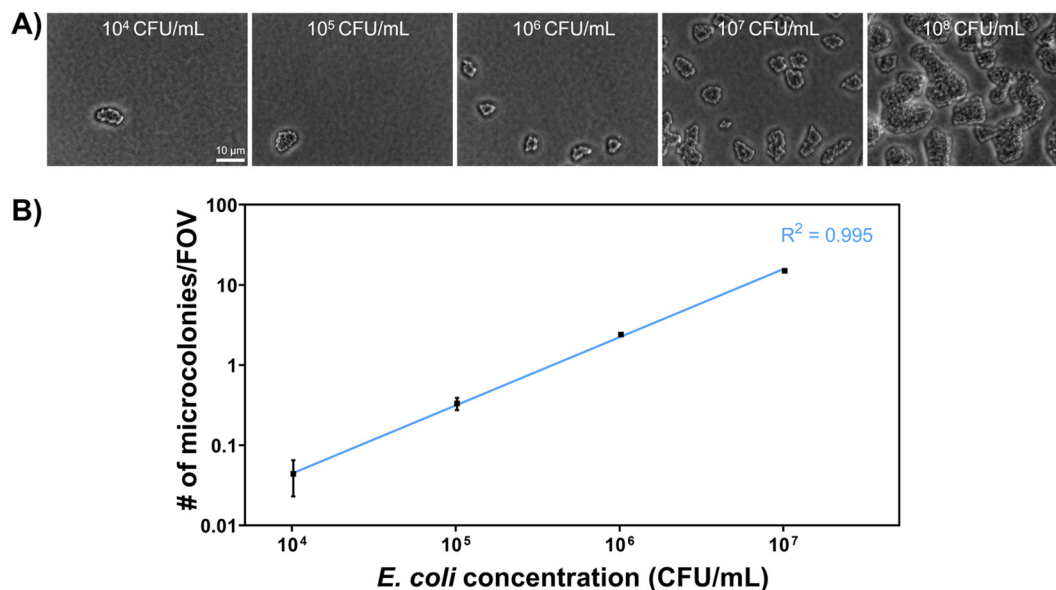 A)
10⁴ CFU/mL
10⁵ CFU/mL
10⁶ CFU/mL
10⁷ CFU/mL
10⁸ CFU/mL
10 µm
B)
# of microcolonies/FOV
100
10
1
0.1
0.01
R² = 0.995
10⁴
10⁵
10⁶
10⁷
E. coli concentration (CFU/mL)